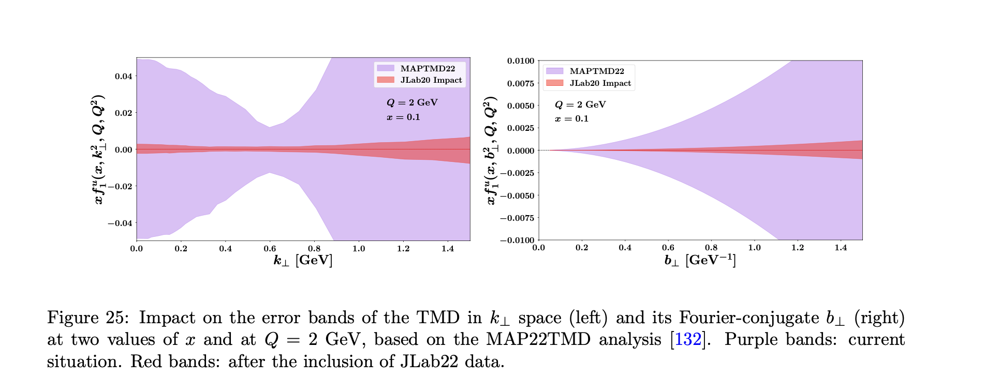 MAPTMD22
JLab20 Impact
Q = 2 GeV
x = 0.1
0.04
0.02
0.00
−0.02
−0.04
xf₁ᵘ(x, k²⊥, Q, Q²)
0.0 0.2 0.4 0.6 0.8 1.0 1.2 1.4
k⊥ [GeV]
MAPTMD22
JLab20 Impact
Q = 2 GeV
x = 0.1
0.0100
0.0075
0.0050
0.0025
0.0000
−0.0025
−0.0050
−0.0075
−0.0100
xf₁ᵘ(x, b²⊥, Q, Q²)
0.0 0.2 0.4 0.6 0.8 1.0 1.2 1.4
b⊥ [GeV⁻¹]
Figure 25: Impact on the error bands of the TMD in k⊥ space (left) and its Fourier-conjugate b⊥ (right)
at two values of x and at Q = 2 GeV, based on the MAP22TMD analysis [132]. Purple bands: current
situation. Red bands: after the inclusion of JLab22 data.